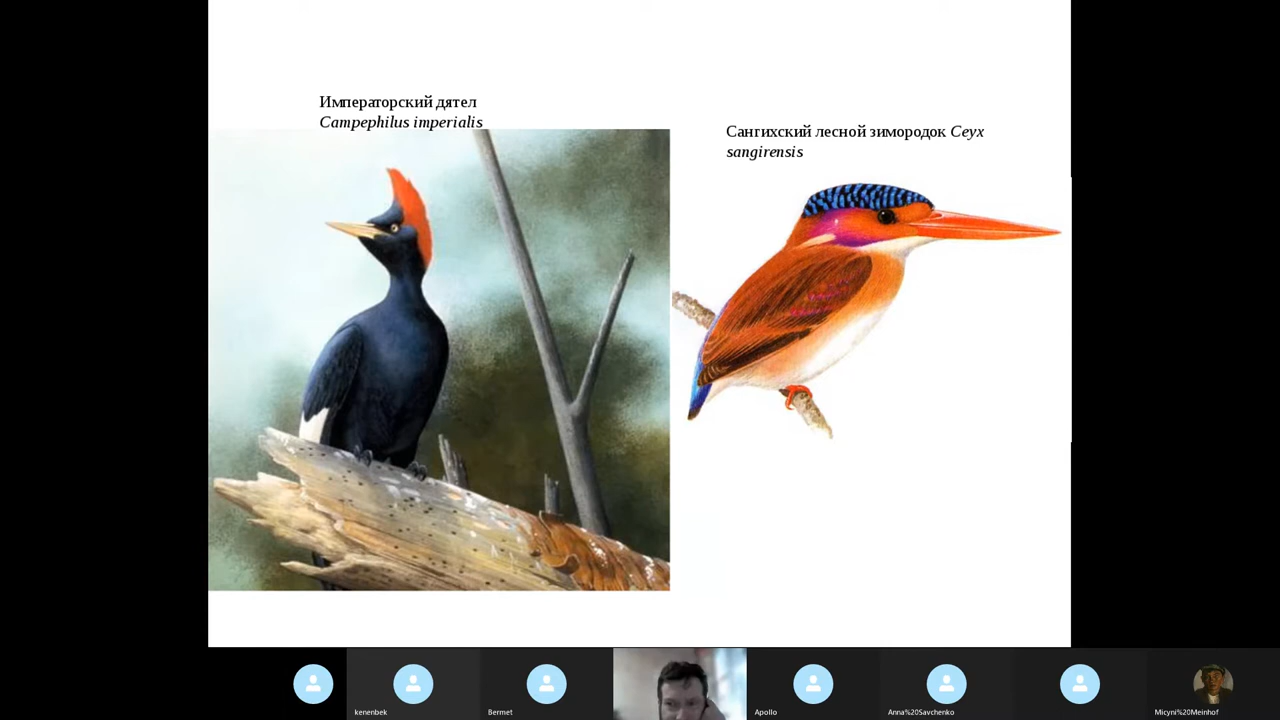 Императорский дятел
Campephilus imperialis
Сангихский лесной зимородок Ceyx
sangirensis
kenenbek
Bermet
Apollo
Anna%20Savchenko
Micyni%20Meinhof